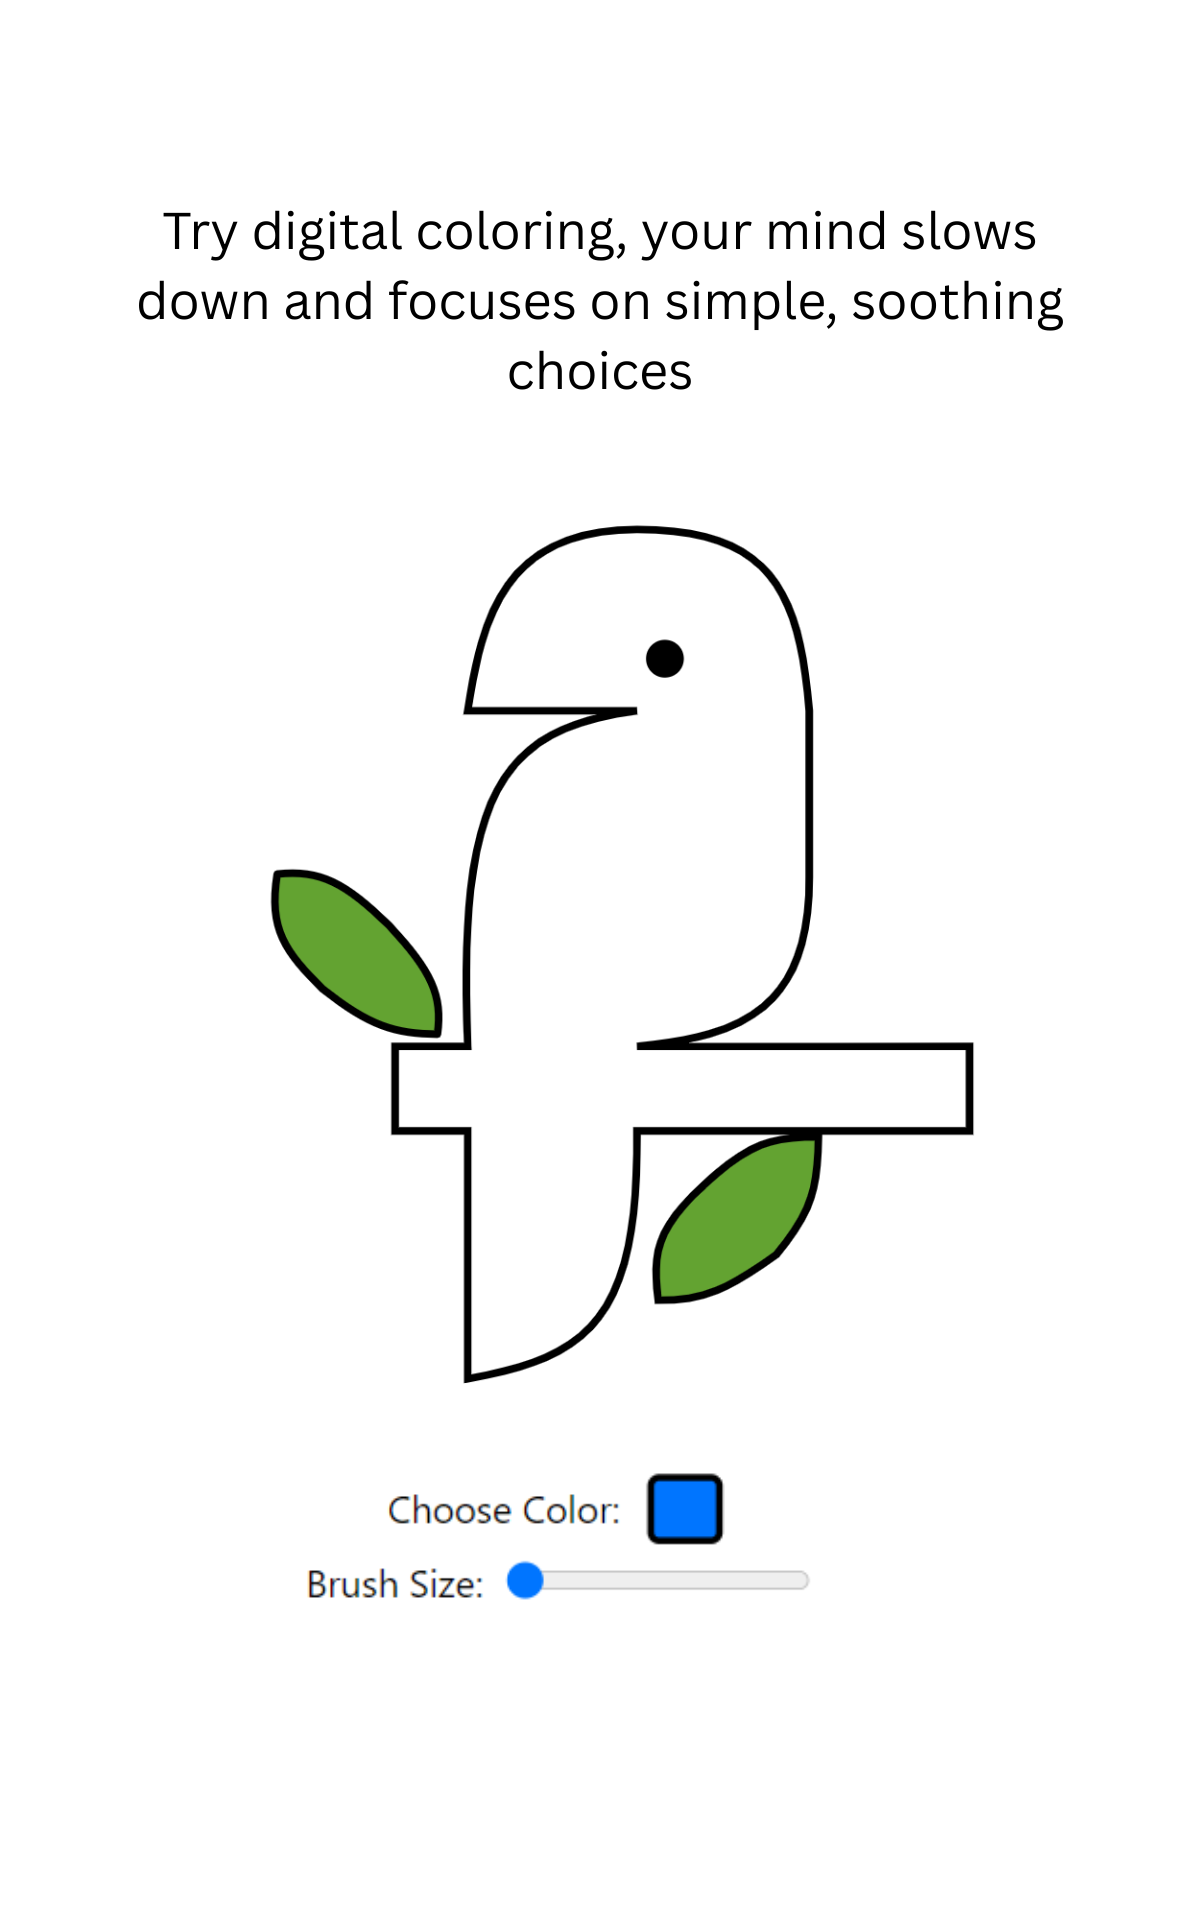 Try digital coloring, your mind slows
down and focuses on simple, soothing
choices
Choose Color:
Brush Size: